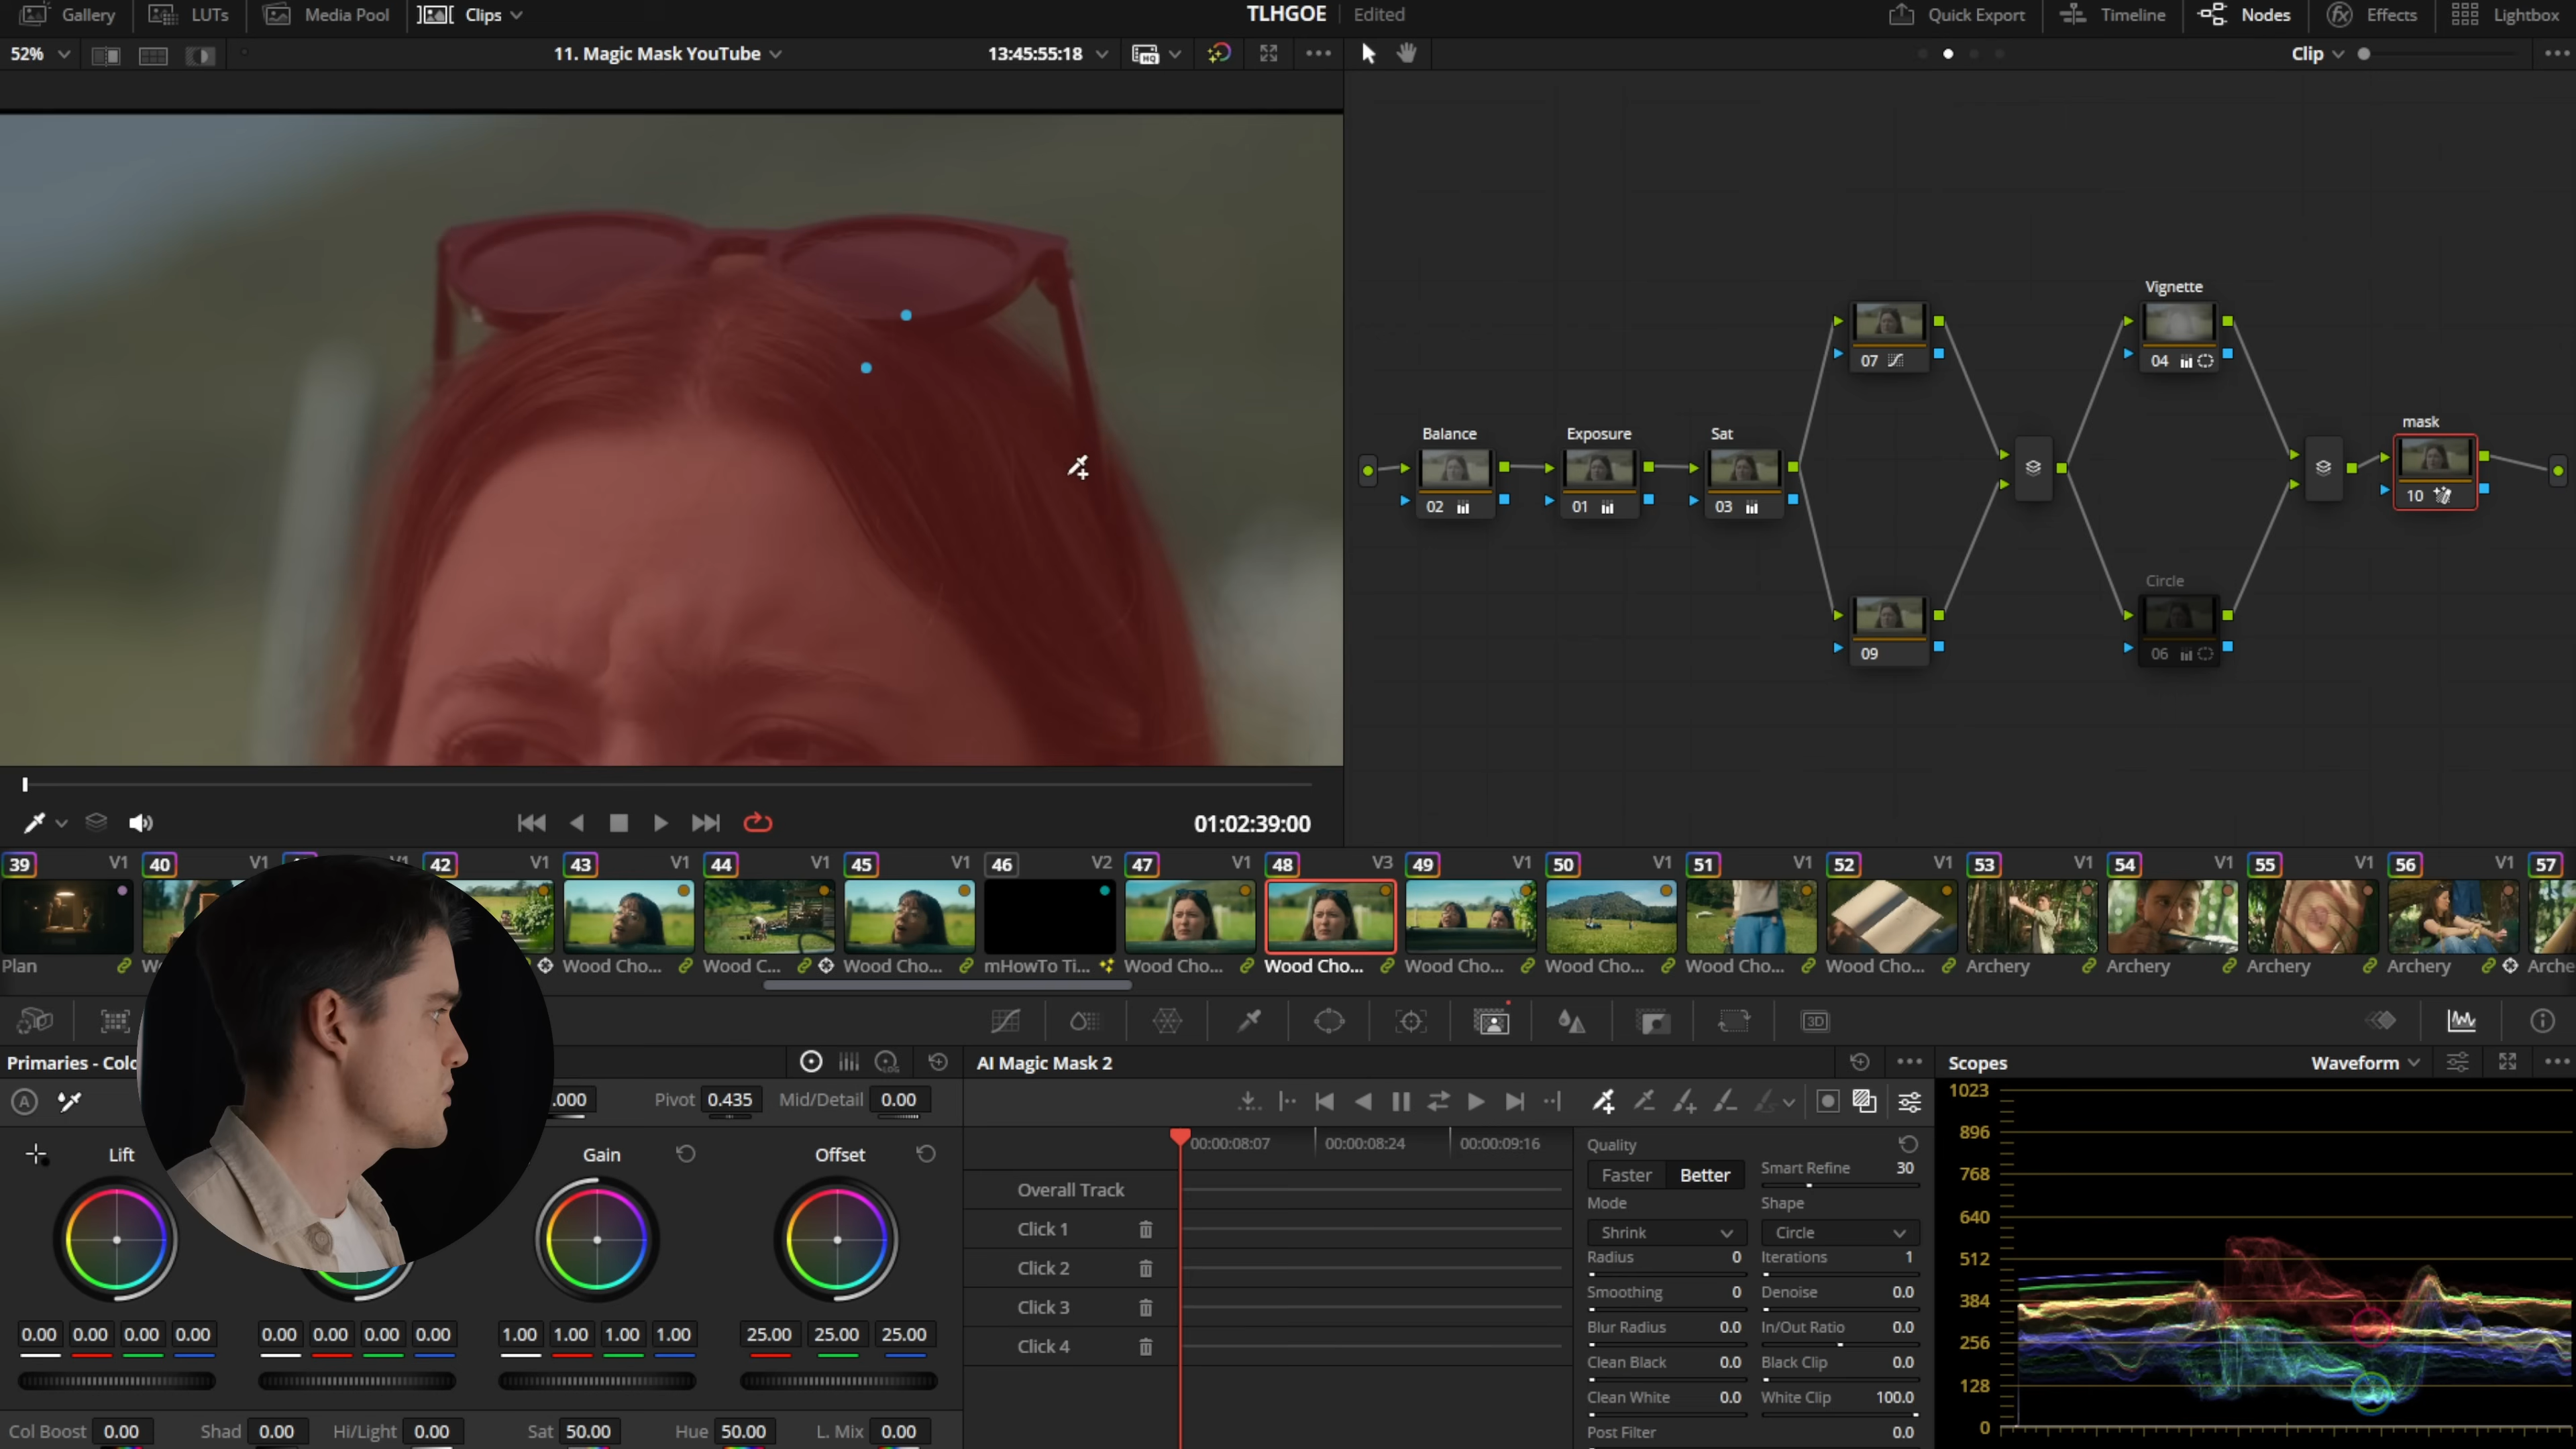 Gallery LUTs Media Pool Clips TLHGOE Edited Quick Export Timeline Nodes Effects Lightbox
52% 11. Magic Mask YouTube 13:45:55:18 HQ Clip
Vignette
04
07
Balance Exposure Sat mask
02 01 03 10
Circle
06
09
01:02:39:00
39 V1 40 V1 V1 42 V1 43 V1 44 V1 45 V1 46 V2 47 V1 48 V3 49 V1 50 V1 51 V1 52 V1 53 V1 54 V1 55 V1 56 V1 57
Plan Wood Cho... Wood C... Wood Cho... mHowTo Ti... Wood Cho... Wood Cho... Wood Cho... Wood Cho... Wood Cho... Wood Cho... Archery Archery Archery Archery Arche
3D
Primaries - Colo LOG AI Magic Mask 2 Scopes Waveform
A .000 Pivot 0.435 Mid/Detail 0.00
Lift Gain Offset
0.00 0.00 0.00 0.00 0.00 0.00 0.00 0.00 1.00 1.00 1.00 1.00 25.00 25.00 25.00
Col Boost 0.00 Shad 0.00 Hi/Light 0.00 Sat 50.00 Hue 50.00 L. Mix 0.00
00:00:08:07 00:00:08:24 00:00:09:16
Overall Track
Click 1
Click 2
Click 3
Click 4
Quality
Faster Better Smart Refine 30
Mode Shape
Shrink Circle
Radius 0 Iterations 1
Smoothing 0 Denoise 0.0
Blur Radius 0.0 In/Out Ratio 0.0
Clean Black 0.0 Black Clip 0.0
Clean White 0.0 White Clip 100.0
Post Filter 0.0
1023
896
768
640
512
384
256
128
0